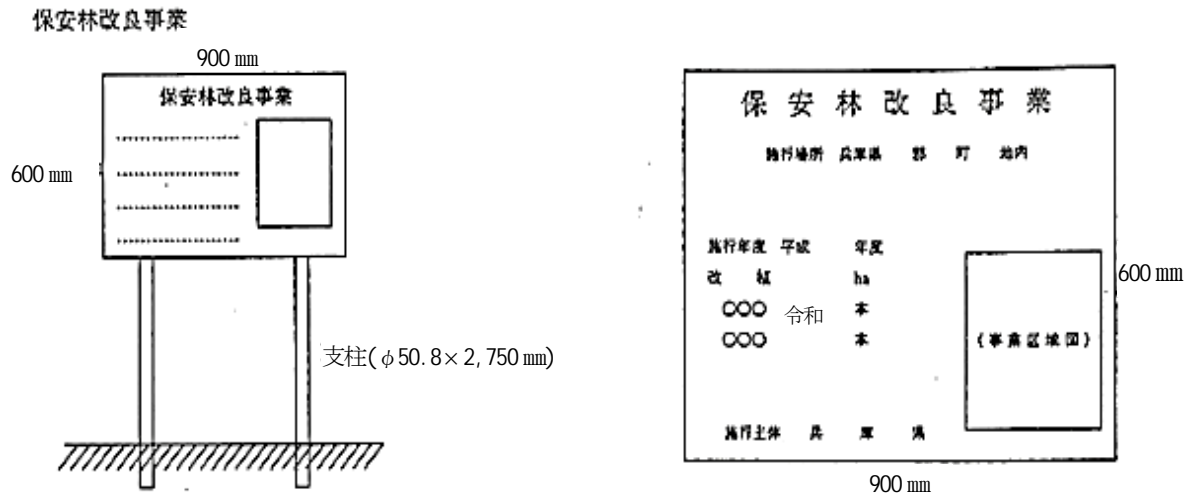 保安林改良事業
900 mm
保安林改良事業
600 mm
支柱(φ50.8×2,750 mm)
保安林改良事業
施行場所 兵庫県 郡 町 地内
施行年度 平成 年度
改植 ha
○○○ 令和 本
○○○ 本
(事業区域図)
600 mm
施行主体 兵庫県
900 mm